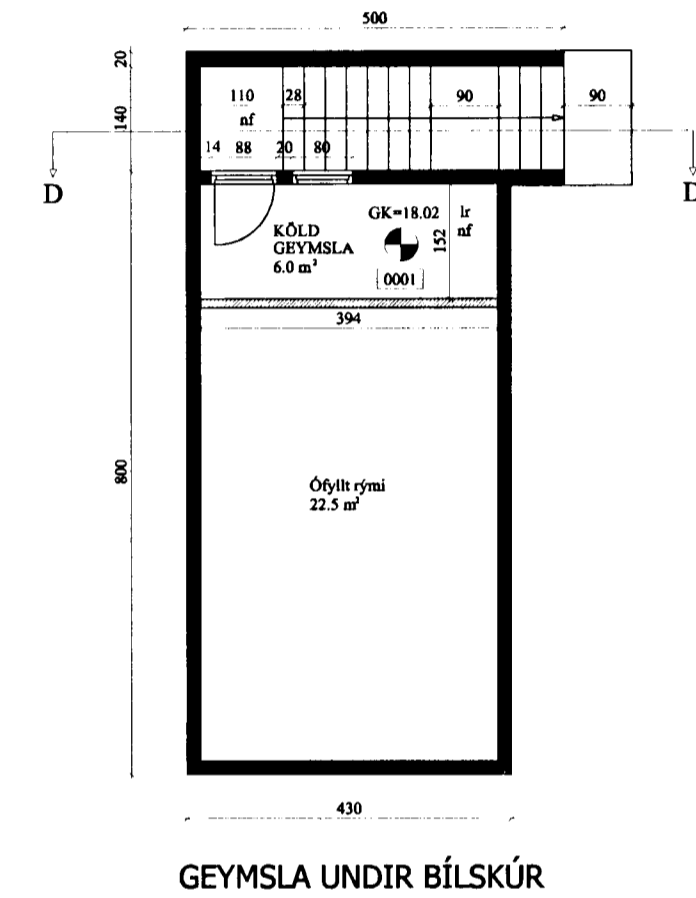 500
20
140
110
28
90
90
nf
14
88
20
80
D
D
GK=18.02
lr
nf
152
KÖLD
GEYMSLA
6.0 m²
0001
394
800
Ófyllt rými
22.5 m²
430
GEYMSLA UNDIR BÍLSKÚR